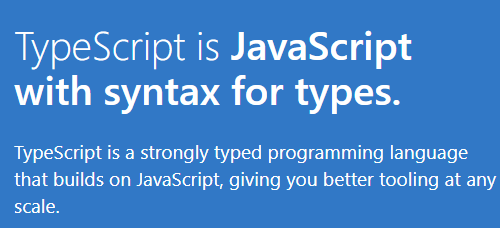 TypeScript is JavaScript
with syntax for types.
TypeScript is a strongly typed programming language
that builds on JavaScript, giving you better tooling at any
scale.